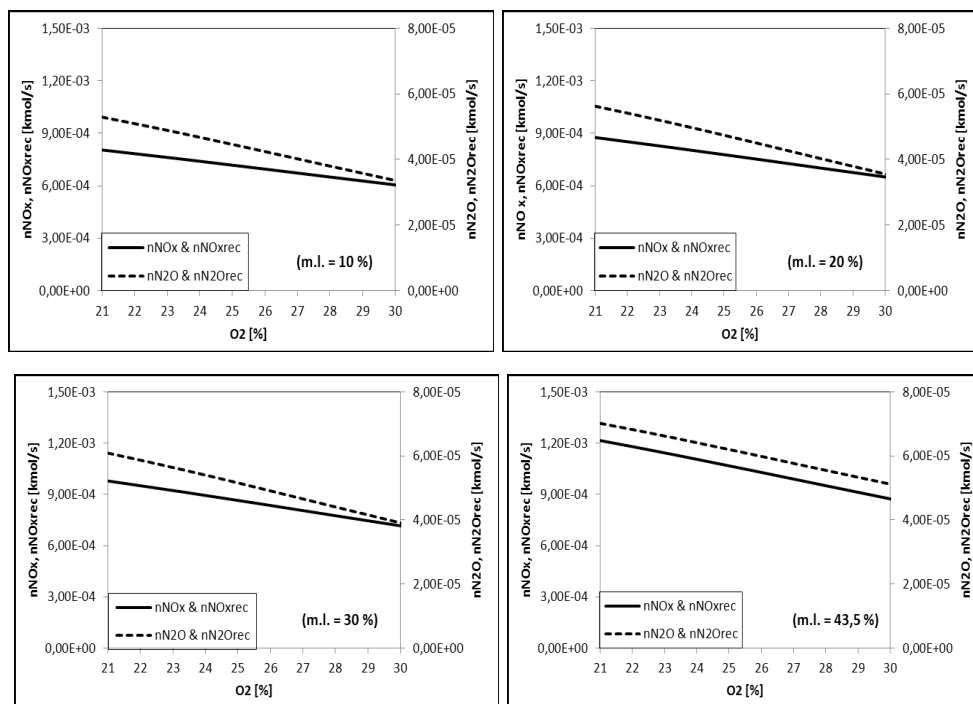 1,50E-03
1,20E-03
9,00E-04
6,00E-04
3,00E-04
0,00E+00
nNOx, nNOxrec [kmol/s]
8,00E-05
6,00E-05
4,00E-05
2,00E-05
0,00E+00
nN2O, nN2Orec [kmol/s]
nNOx & nNOxrec
nN2O & nN2Orec
(m.l. = 10 %)
21 22 23 24 25 26 27 28 29 30
O2 [%]
1,50E-03
1,20E-03
9,00E-04
6,00E-04
3,00E-04
0,00E+00
nNO x, nNOxrec [kmol/s]
8,00E-05
6,00E-05
4,00E-05
2,00E-05
0,00E+00
nN2O, nN2Orec [kmol/s]
nNOx & nNOxrec
nN2O & nN2Orec
(m.l. = 20 %)
21 22 23 24 25 26 27 28 29 30
O2 [%]
1,50E-03
1,20E-03
9,00E-04
6,00E-04
3,00E-04
0,00E+00
nNOx, nNOxrec [kmol/s]
8,00E-05
6,00E-05
4,00E-05
2,00E-05
0,00E+00
nN2O, nN2Orec [kmol/s]
nNOx & nNOxrec
nN2O & nN2Orec
(m.l. = 30 %)
21 22 23 24 25 26 27 28 29 30
O2 [%]
1,50E-03
1,20E-03
9,00E-04
6,00E-04
3,00E-04
0,00E+00
nNOx, nNOxrec [kmol/s]
8,00E-05
6,00E-05
4,00E-05
2,00E-05
0,00E+00
nN2O, nN2Orec [kmol/s]
nNOx & nNOxrec
nN2O & nN2Orec
(m.l. = 43,5 %)
21 22 23 24 25 26 27 28 29 30
O2 [%]